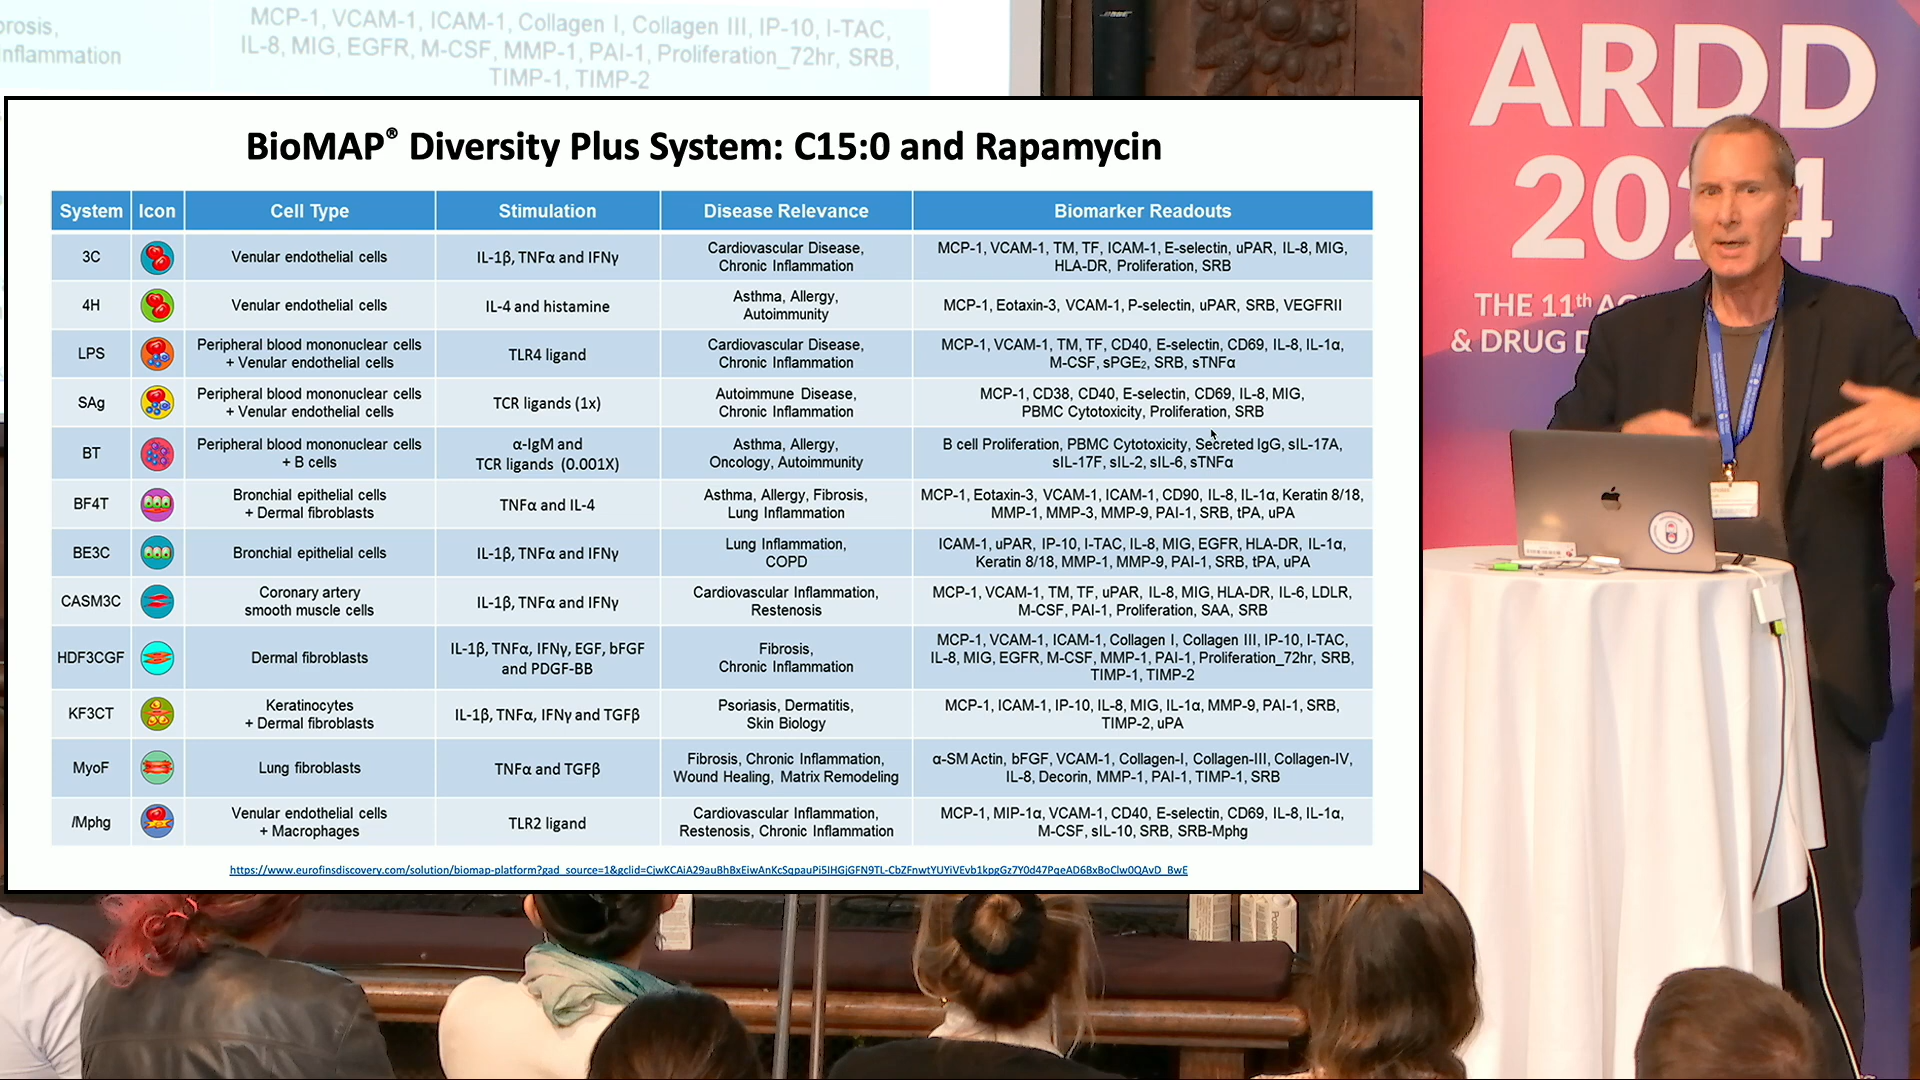 prosis,
nflammation
MCP-1, VCAM-1, ICAM-1, Collagen I, Collagen III, IP-10, I-TAC,
IL-8, MIG, EGFR, M-CSF, MMP-1, PAI-1, Proliferation_72hr, SRB,
TIMP-1, TIMP-2
BOSE
BioMAP® Diversity Plus System: C15:0 and Rapamycin
System Icon Cell Type Stimulation Disease Relevance Biomarker Readouts
3C Venular endothelial cells IL-1β, TNFα and IFNγ Cardiovascular Disease, Chronic Inflammation MCP-1, VCAM-1, TM, TF, ICAM-1, E-selectin, uPAR, IL-8, MIG,
HLA-DR, Proliferation, SRB
4H Venular endothelial cells IL-4 and histamine Asthma, Allergy,
Autoimmunity MCP-1, Eotaxin-3, VCAM-1, P-selectin, uPAR, SRB, VEGFRII
LPS Peripheral blood mononuclear cells
+ Venular endothelial cells TLR4 ligand Cardiovascular Disease,
Chronic Inflammation MCP-1, VCAM-1, TM, TF, CD40, E-selectin, CD69, IL-8, IL-1α,
M-CSF, sPGE₂, SRB, sTNFα
SAg Peripheral blood mononuclear cells
+ Venular endothelial cells TCR ligands (1x) Autoimmune Disease,
Chronic Inflammation MCP-1, CD38, CD40, E-selectin, CD69, IL-8, MIG,
PBMC Cytotoxicity, Proliferation, SRB
BT Peripheral blood mononuclear cells
+ B cells α-IgM and
TCR ligands (0.001X) Asthma, Allergy,
Oncology, Autoimmunity B cell Proliferation, PBMC Cytotoxicity, Secreted IgG, sIL-17A,
sIL-17F, sIL-2, sIL-6, sTNFα
BF4T Bronchial epithelial cells
+ Dermal fibroblasts TNFα and IL-4 Asthma, Allergy, Fibrosis,
Lung Inflammation MCP-1, Eotaxin-3, VCAM-1, ICAM-1, CD90, IL-8, IL-1α, Keratin 8/18,
MMP-1, MMP-3, MMP-9, PAI-1, SRB, tPA, uPA
BE3C Bronchial epithelial cells IL-1β, TNFα and IFNγ Lung Inflammation,
COPD ICAM-1, uPAR, IP-10, I-TAC, IL-8, MIG, EGFR, HLA-DR, IL-1α,
Keratin 8/18, MMP-1, MMP-9, PAI-1, SRB, tPA, uPA
CASM3C Coronary artery
smooth muscle cells IL-1β, TNFα and IFNγ Cardiovascular Inflammation,
Restenosis MCP-1, VCAM-1, TM, TF, uPAR, IL-8, MIG, HLA-DR, IL-6, LDLR,
M-CSF, PAI-1, Proliferation, SAA, SRB
HDF3CGF Dermal fibroblasts IL-1β, TNFα, IFNγ, EGF, bFGF
and PDGF-BB Fibrosis,
Chronic Inflammation MCP-1, VCAM-1, ICAM-1, Collagen I, Collagen III, IP-10, I-TAC,
IL-8, MIG, EGFR, M-CSF, MMP-1, PAI-1, Proliferation_72hr, SRB,
TIMP-1, TIMP-2
KF3CT Keratinocytes
+ Dermal fibroblasts IL-1β, TNFα, IFNγ and TGFβ Psoriasis, Dermatitis,
Skin Biology MCP-1, ICAM-1, IP-10, IL-8, MIG, IL-1α, MMP-9, PAI-1, SRB,
TIMP-2, uPA
MyoF Lung fibroblasts TNFα and TGFβ Fibrosis, Chronic Inflammation,
Wound Healing, Matrix Remodeling α-SM Actin, bFGF, VCAM-1, Collagen-I, Collagen-III, Collagen-IV,
IL-8, Decorin, MMP-1, PAI-1, TIMP-1, SRB
lMphg Venular endothelial cells
+ Macrophages TLR2 ligand Cardiovascular Inflammation,
Restenosis, Chronic Inflammation MCP-1, MIP-1α, VCAM-1, CD40, E-selectin, CD69, IL-8, IL-1α,
M-CSF, sIL-10, SRB, SRB-Mphg
https://www.eurofinsdiscovery.com/solution/biomap-platform?gad_source=1&gclid=CjwKCAiA29auBhBxEiwAnKcSqpauPi5IHGjGFN9TL-CbZFnwtYUYiVEvb1kpgGz7Y0d47PqeAD6BxBoClw0QAvD_BwE
ARDD
2024
THE 11th AG
& DRUG D